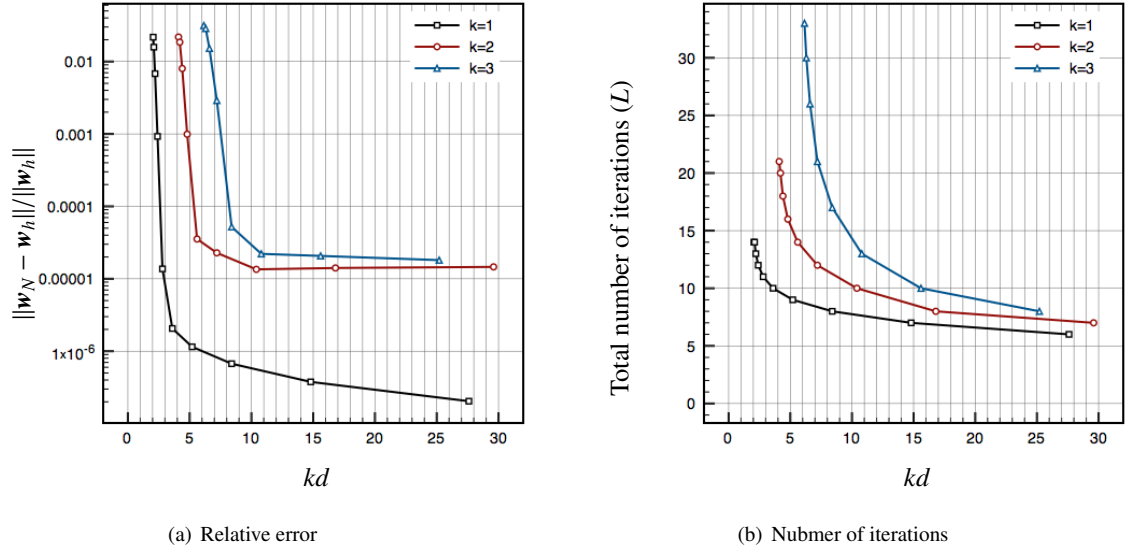 k=1
k=2
k=3
0.01
0.001
0.0001
0.00001
1x10⁻⁶
||w_N − w_h||/||w_h||
0 5 10 15 20 25 30
kd
(a) Relative error
k=1
k=2
k=3
30
25
20
15
10
5
0
Total number of iterations (L)
0 5 10 15 20 25 30
kd
(b) Nubmer of iterations